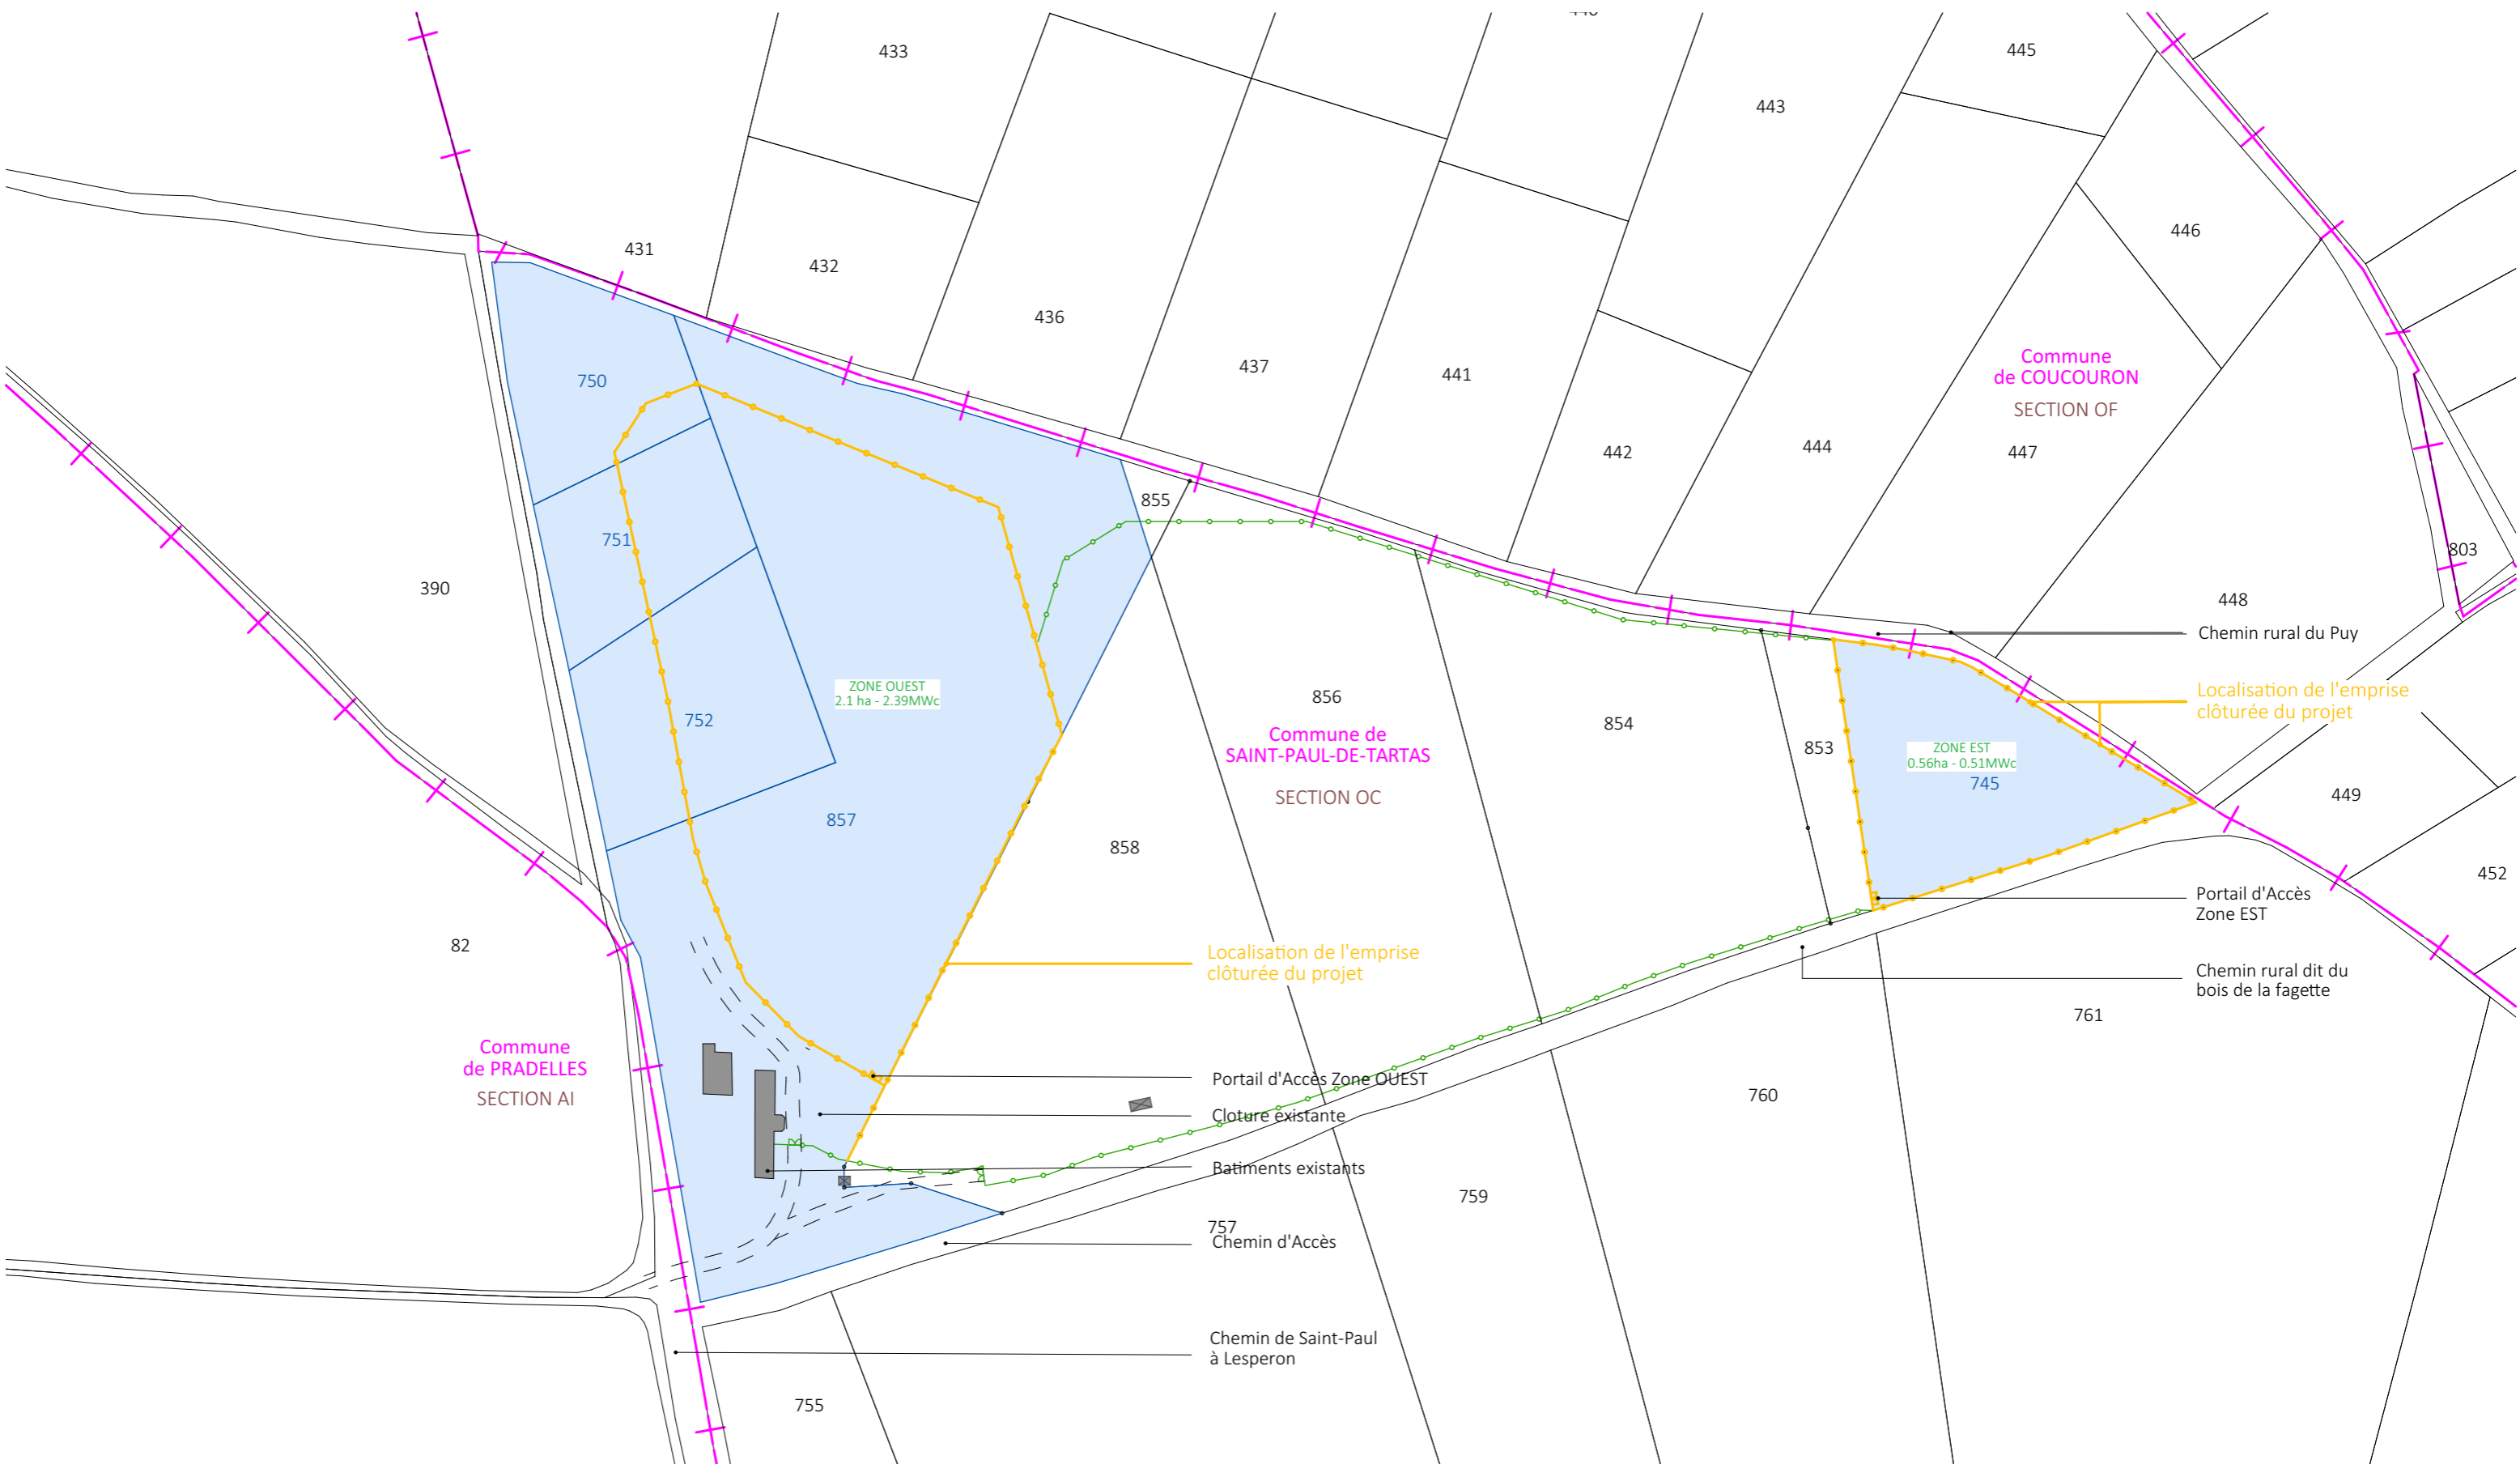 433
445
443
446
431
432
436
437
441
442
444
447
Commune
de COUCOURON
SECTION OF
750
751
752
857
855
390
803
448
Chemin rural du Puy
ZONE OUEST
2.1 ha - 2.39MWc
856
Commune de
SAINT-PAUL-DE-TARTAS
SECTION OC
854
853
Localisation de l'emprise
clôturée du projet
ZONE EST
0.56ha - 0.51MWc
745
449
858
452
Portail d'Accès
Zone EST
82
Localisation de l'emprise
clôturée du projet
Chemin rural dit du
bois de la fagette
761
Commune
de PRADELLES
SECTION AI
Portail d'Accès Zone OUEST
Cloture existante
760
Batiments existants
759
757
Chemin d'Accès
Chemin de Saint-Paul
à Lesperon
755